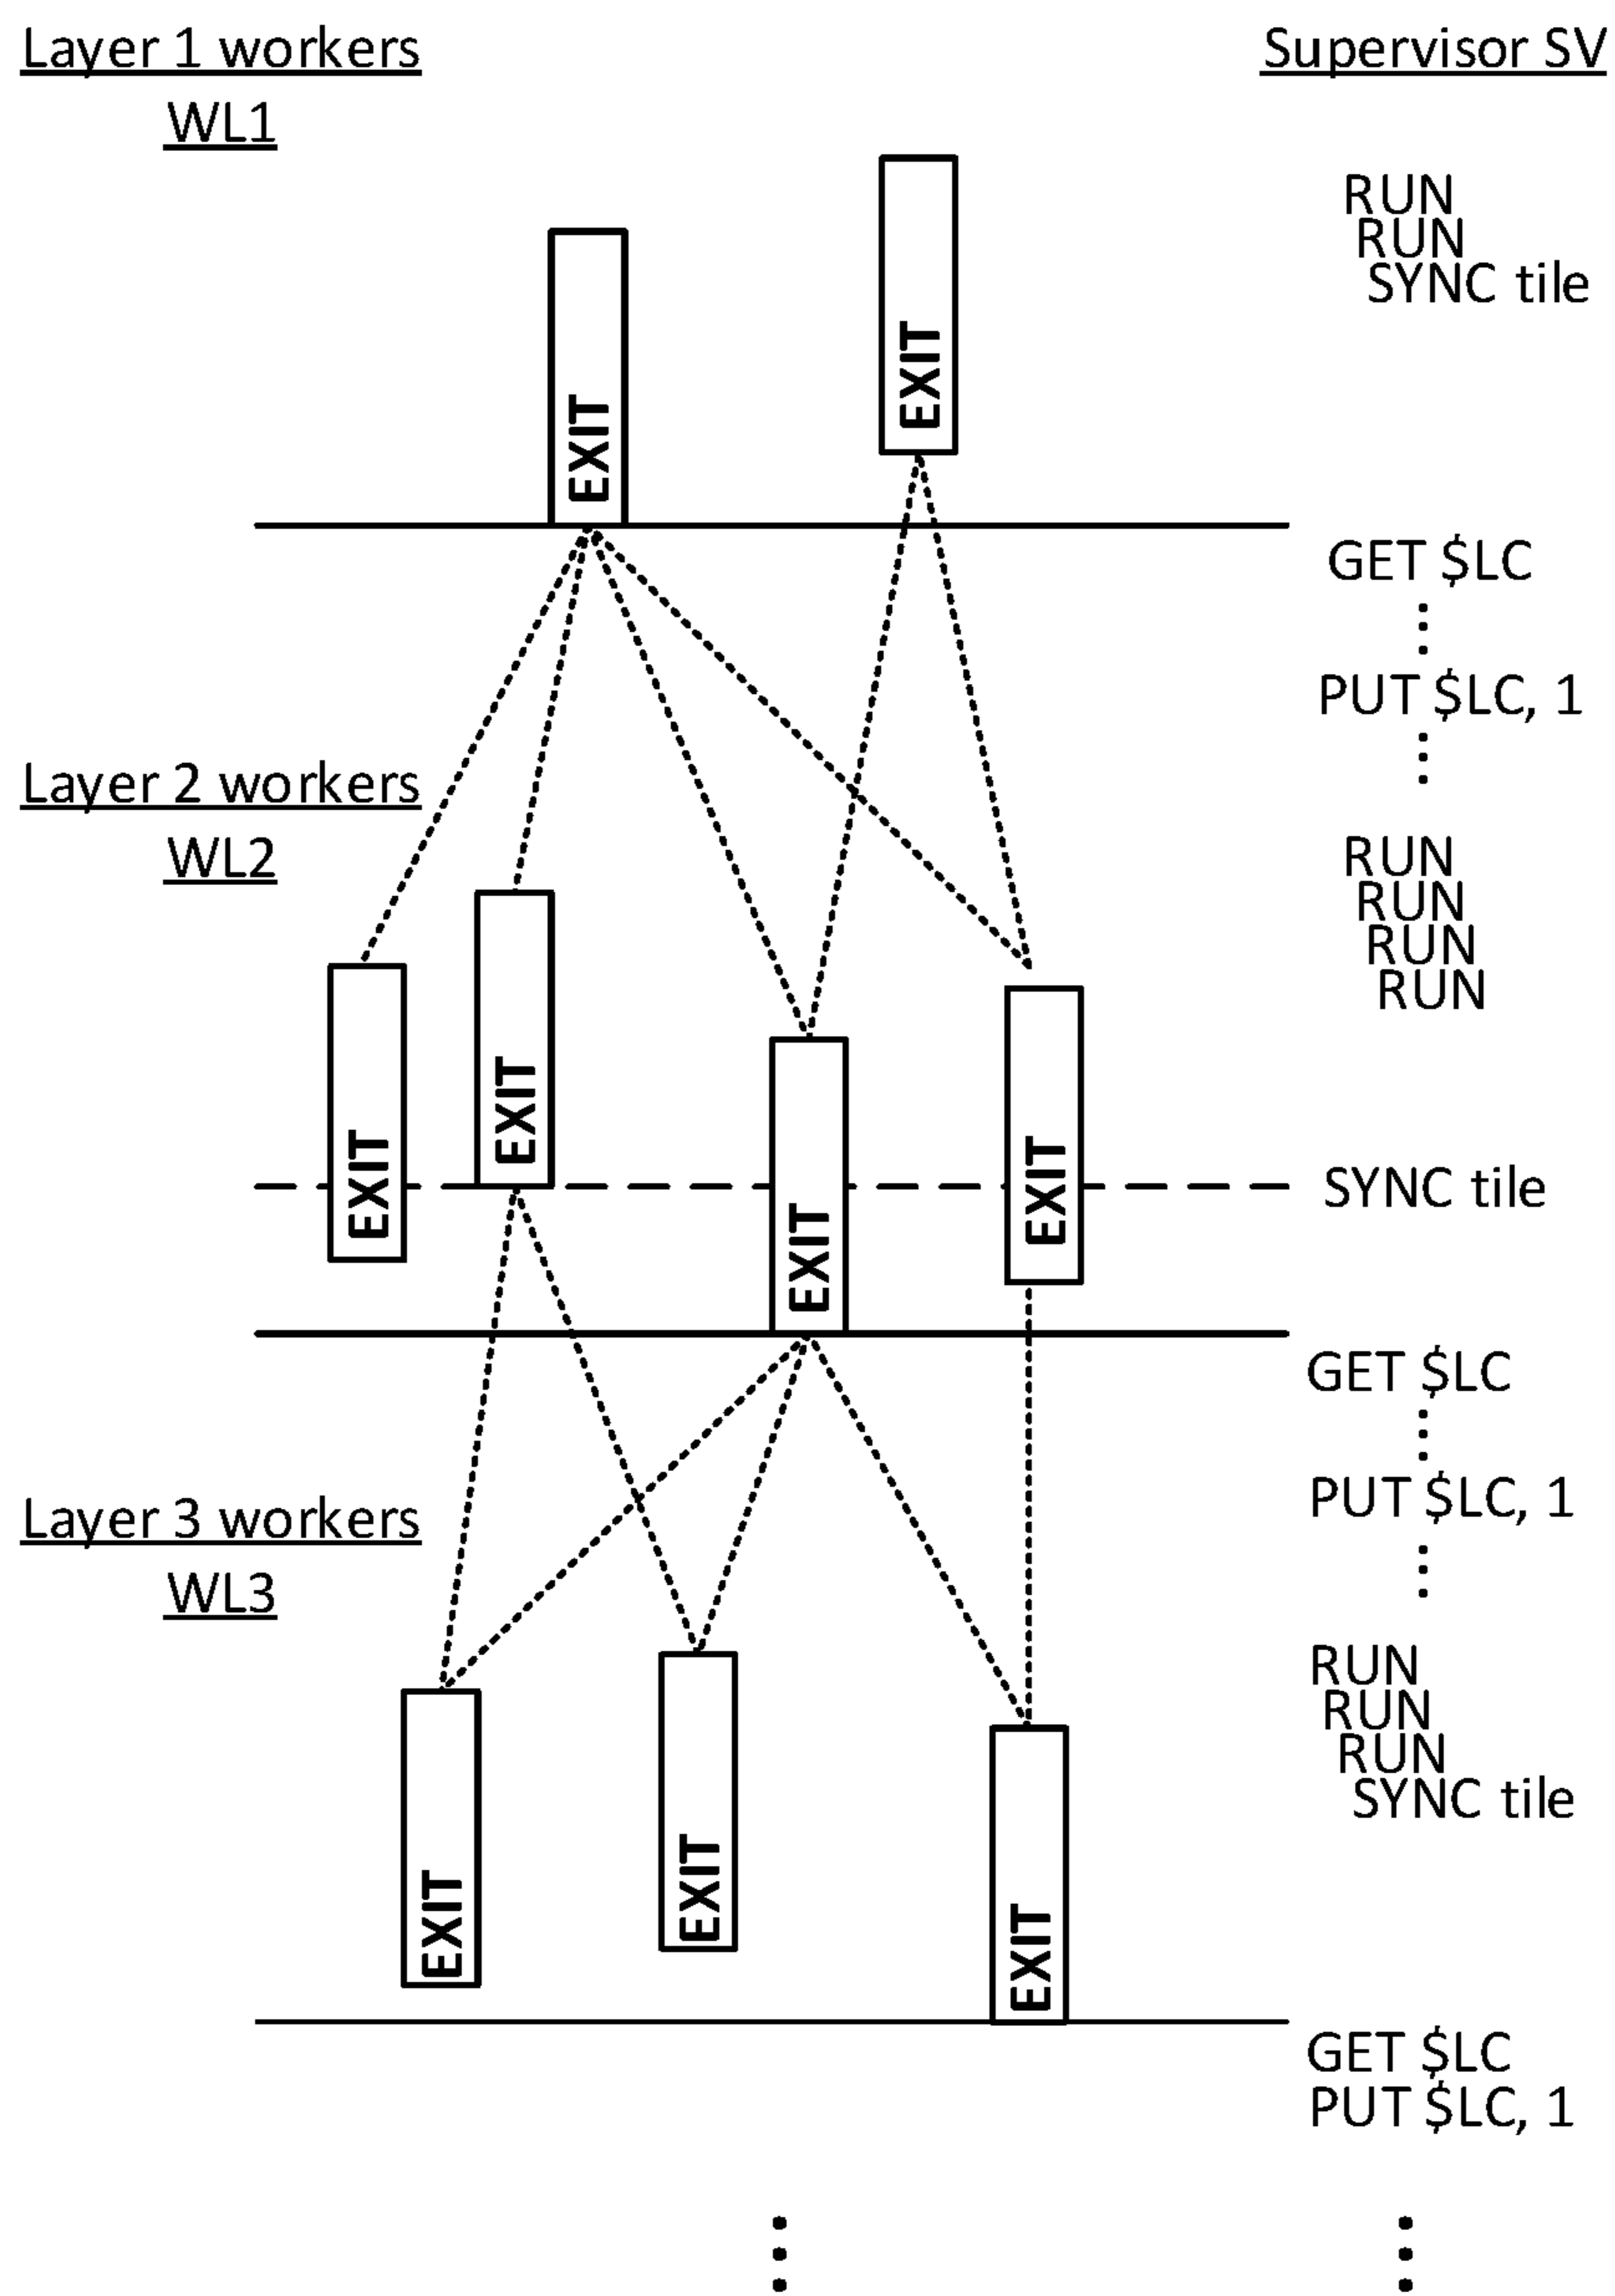 Layer 1 workers
Supervisor SV
WL1
RUN
RUN
SYNC tile
EXIT
EXIT
GET $LC
PUT $LC, 1
Layer 2 workers
WL2
RUN
RUN
RUN
RUN
EXIT
EXIT
EXIT
EXIT
SYNC tile
GET $LC
PUT $LC, 1
Layer 3 workers
WL3
RUN
RUN
RUN
SYNC tile
EXIT
EXIT
EXIT
GET $LC
PUT $LC, 1